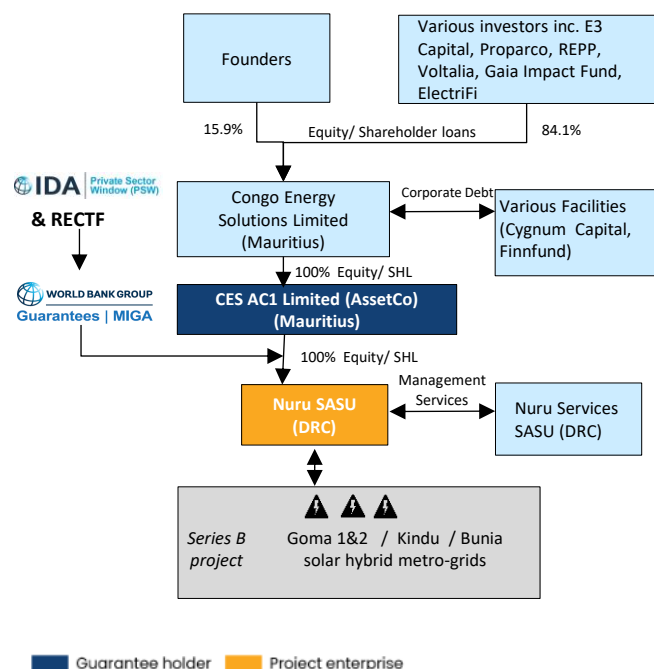 Founders
Various investors inc. E3
Capital, Proparco, REPP,
Voltalia, Gaia Impact Fund,
ElectriFi
15.9%
Equity/ Shareholder loans
84.1%
IDA Private Sector
Window (PSW)
& RECTF
Congo Energy
Solutions Limited
(Mauritius)
Corporate Debt
Various Facilities
(Cygnum Capital,
Finnfund)
100% Equity/ SHL
WORLD BANK GROUP
Guarantees | MIGA
CES AC1 Limited (AssetCo)
(Mauritius)
100% Equity/ SHL
Nuru SASU
(DRC)
Management
Services
Nuru Services
SASU (DRC)
Series B
project
Goma 1&2 / Kindu / Bunia
solar hybrid metro-grids
Guarantee holder
Project enterprise